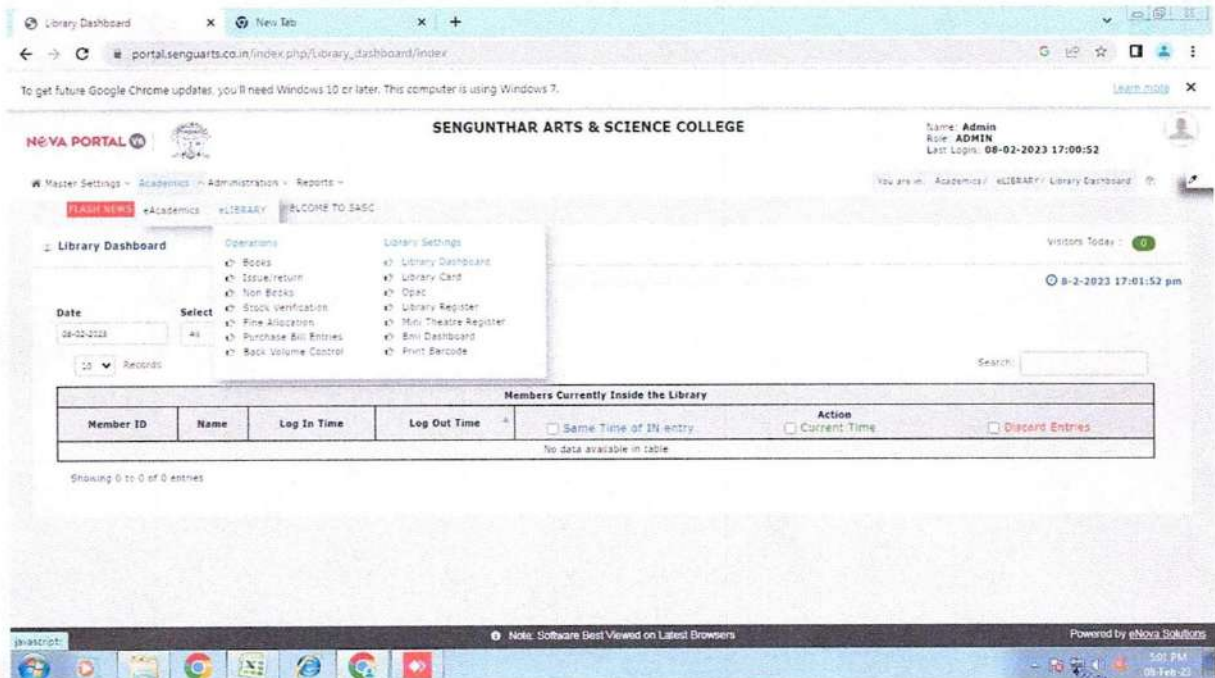 Library Dashboard
New Tab
portal.senguarts.co.in/index.php/Library_dashboard/index
To get future Google Chrome updates, you'll need Windows 10 or later. This computer is using Windows 7.
Learn more
NOVA PORTAL
SENGUNTHAR ARTS & SCIENCE COLLEGE
Name: Admin
Role: ADMIN
Last Login: 08-02-2023 17:00:52
Master Settings Academics Administration Reports
You are in: Academics/ eLIBRARY/ Library Dashboard
FLASH NEWS eAcademics eLIBRARY ELCOME TO SASC
Library Dashboard
Visitors Today : 0
8-2-2023 17:01:52 pm
Operations
Books
Issue/return
Non Books
Stock Verification
Fine Allocation
Purchase Bill Entries
Back Volume Control
Library Settings
Library Dashboard
Library Card
Opac
Library Register
Mini Theatre Register
Emi Dashboard
Print Barcode
Date
Select
08-02-2023
10 Records
Search:
Members Currently Inside the Library
Member ID Name Log In Time Log Out Time Action
Same Time of IN entry Current Time Discard Entries
No data available in table
Showing 0 to 0 of 0 entries
Note: Software Best Viewed on Latest Browsers
Powered by eNova Solutions
javascript:
5:01 PM
08-Feb-23